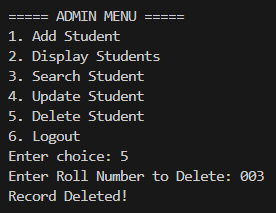 ===== ADMIN MENU =====
1. Add Student
2. Display Students
3. Search Student
4. Update Student
5. Delete Student
6. Logout
Enter choice: 5
Enter Roll Number to Delete: 003
Record Deleted!